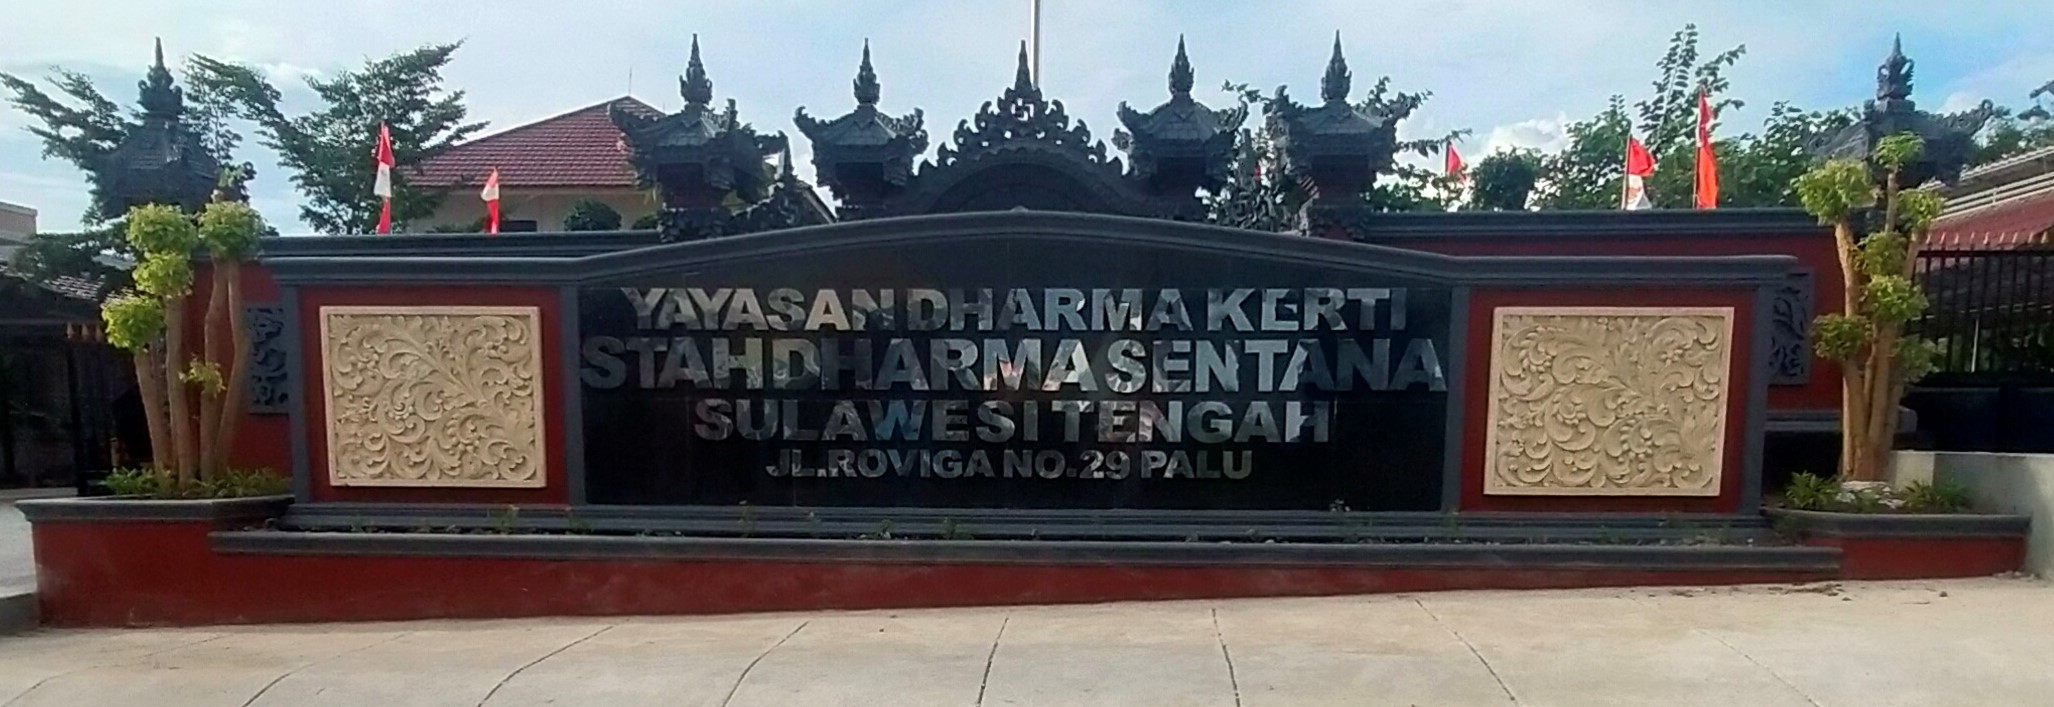 YAYASAN DHARMA KERTI
STAH DHARMA SENTANA
SULAWESI TENGAH
JL.ROVIGA NO.29 PALU